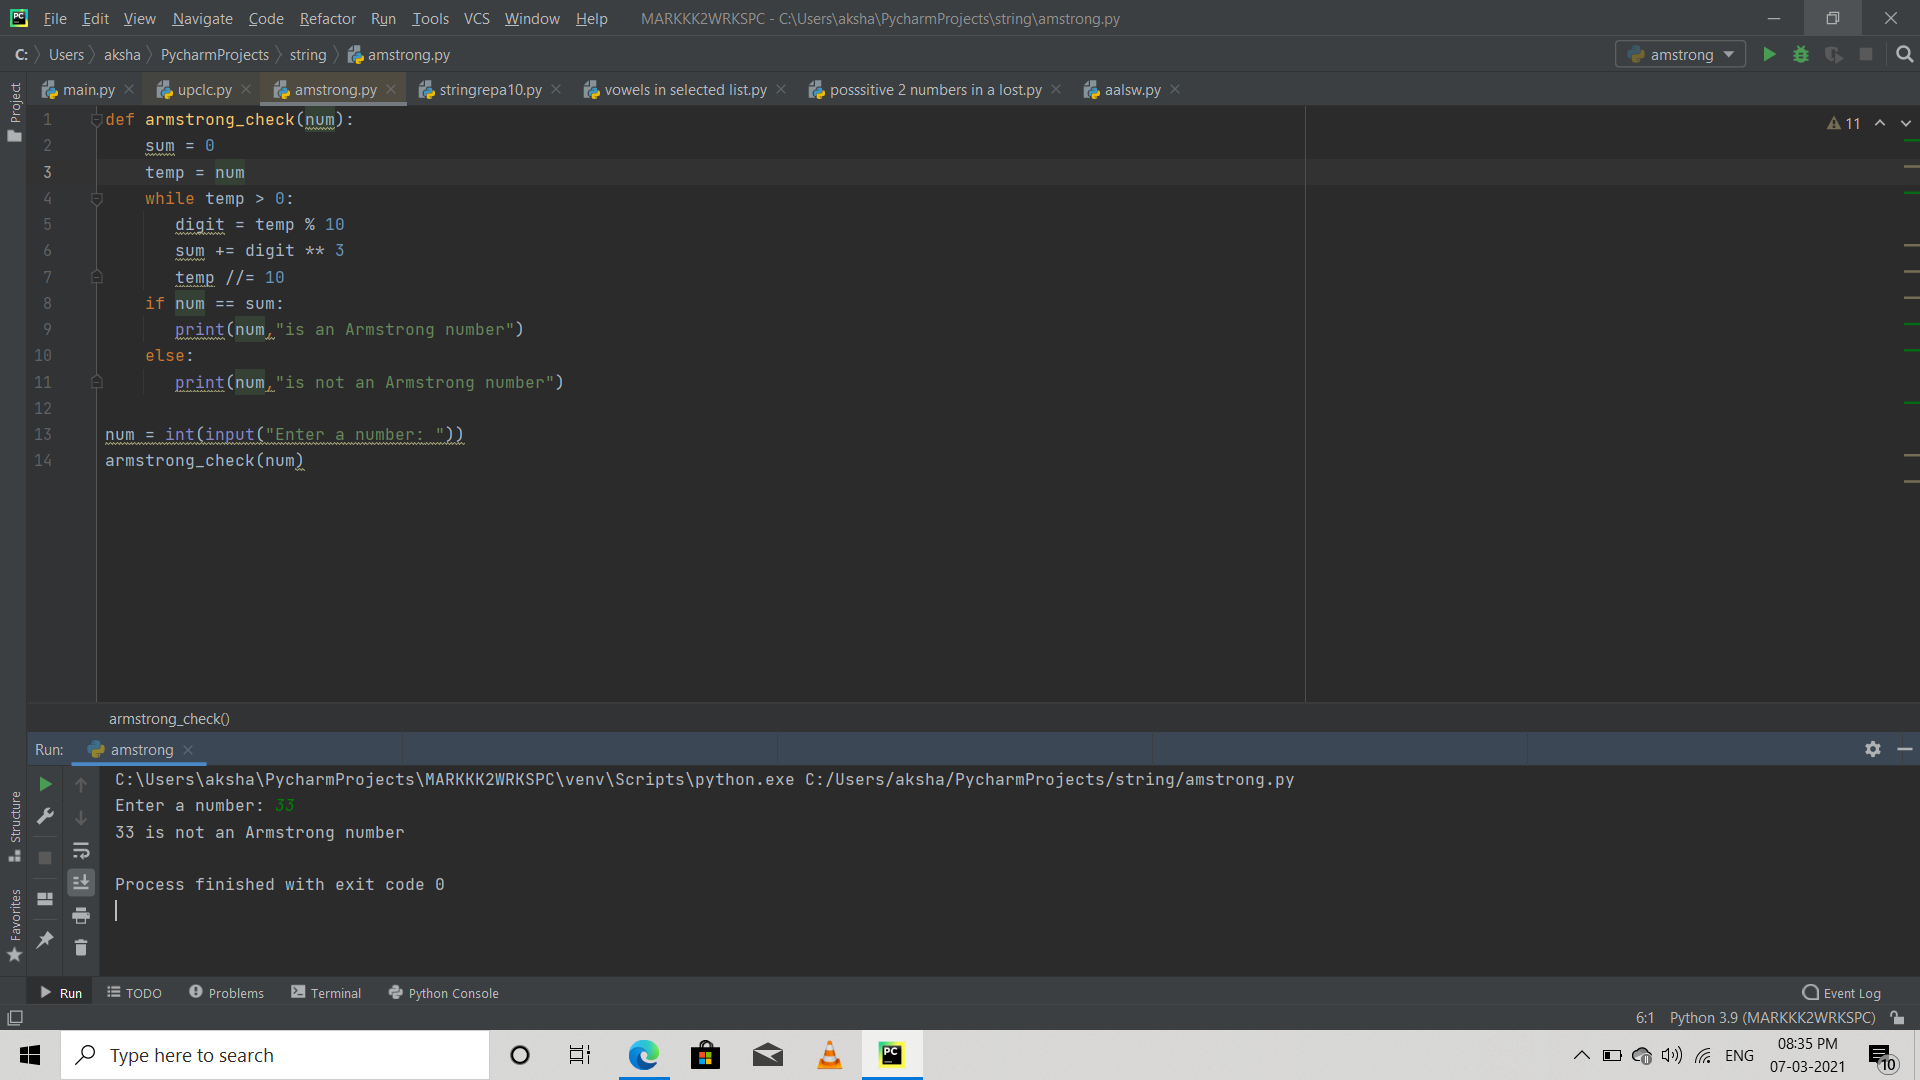 File Edit View Navigate Code Refactor Run Tools VCS Window Help MARKKK2WRKSPC - C:\Users\aksha\PycharmProjects\string\amstrong.py
C: Users aksha PycharmProjects string amstrong.py amstrong
main.py upclc.py amstrong.py stringrepa10.py vowels in selected list.py posssitive 2 numbers in a lost.py aalsw.py
Project
1 def armstrong_check(num):
11
2 sum = 0
3 temp = num
4 while temp > 0:
5 digit = temp % 10
6 sum += digit ** 3
7 temp //= 10
8 if num == sum:
9 print(num,"is an Armstrong number")
10 else:
11 print(num,"is not an Armstrong number")
12
13 num = int(input("Enter a number: "))
14 armstrong_check(num)
armstrong_check()
Run: amstrong
C:\Users\aksha\PycharmProjects\MARKKK2WRKSPC\venv\Scripts\python.exe C:/Users/aksha/PycharmProjects/string/amstrong.py
Enter a number: 33
33 is not an Armstrong number
Process finished with exit code 0
Structure
Favorites
Run TODO Problems Terminal Python Console Event Log
6:1 Python 3.9 (MARKKK2WRKSPC)
Type here to search
PC
ENG
08:35 PM
07-03-2021
10